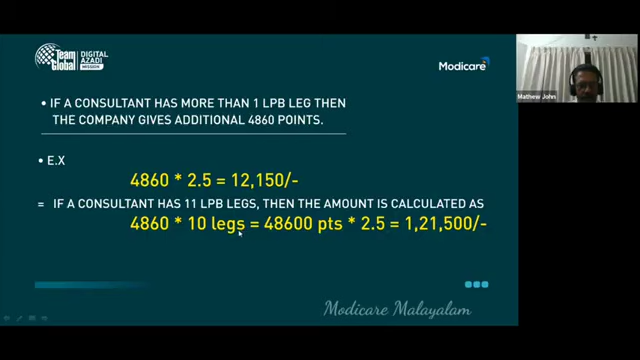 Team Global
DIGITAL
AZADI
MISSION
Modicare
Mathew John
• IF A CONSULTANT HAS MORE THAN 1 LPB LEG THEN
THE COMPANY GIVES ADDITIONAL 4860 POINTS.
• E.X
4860 * 2.5 = 12,150/-
= IF A CONSULTANT HAS 11 LPB LEGS, THEN THE AMOUNT IS CALCULATED AS
4860 * 10 legs = 48600 pts * 2.5 = 1,21,500/-
Modicare Malayalam